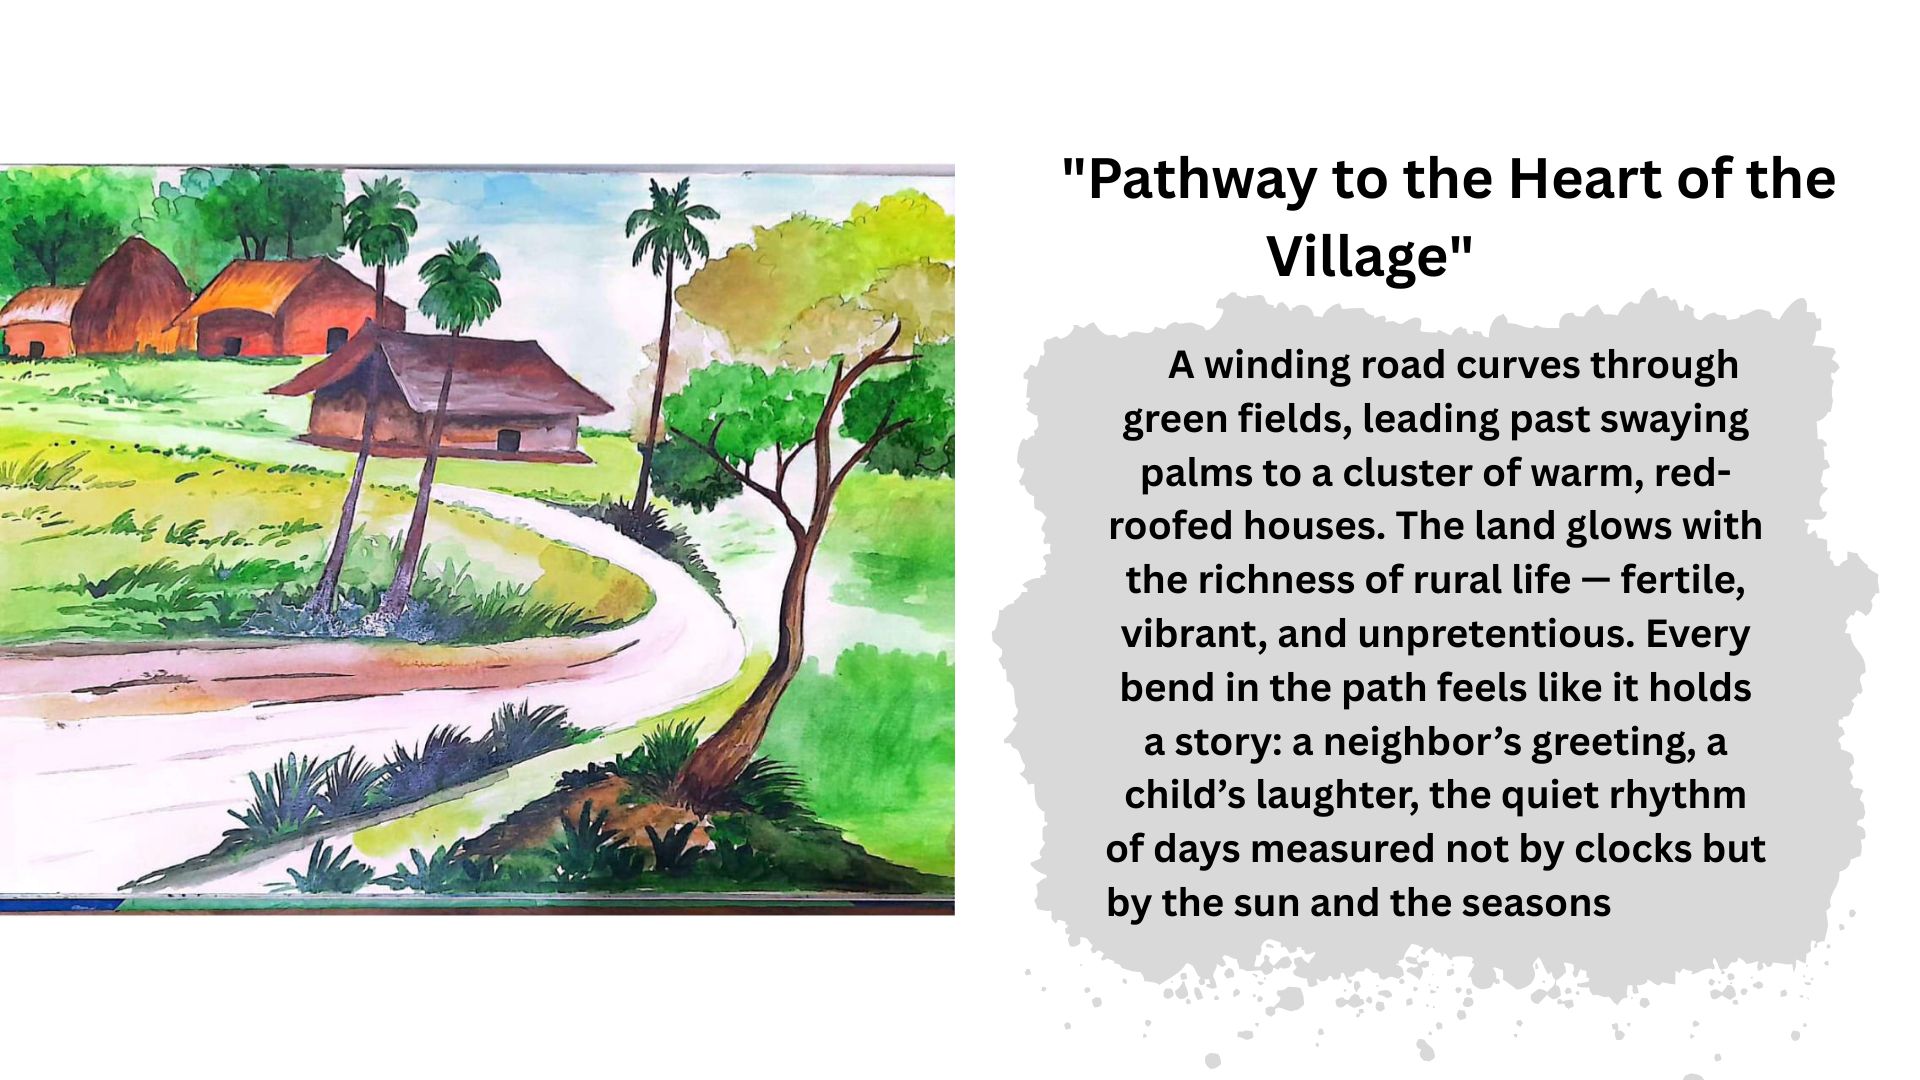 "Pathway to the Heart of the
Village"
A winding road curves through
green fields, leading past swaying
palms to a cluster of warm, red-
roofed houses. The land glows with
the richness of rural life — fertile,
vibrant, and unpretentious. Every
bend in the path feels like it holds
a story: a neighbor’s greeting, a
child’s laughter, the quiet rhythm
of days measured not by clocks but
by the sun and the seasons